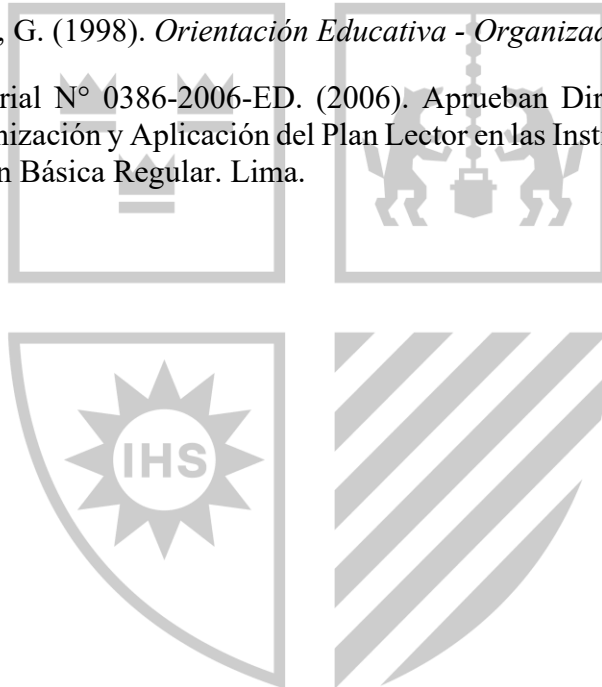 , G. (1998). Orientación Educativa - Organizac
rial N° 0386-2006-ED. (2006). Aprueban Dir
nización y Aplicación del Plan Lector en las Insti
n Básica Regular. Lima.
IHS